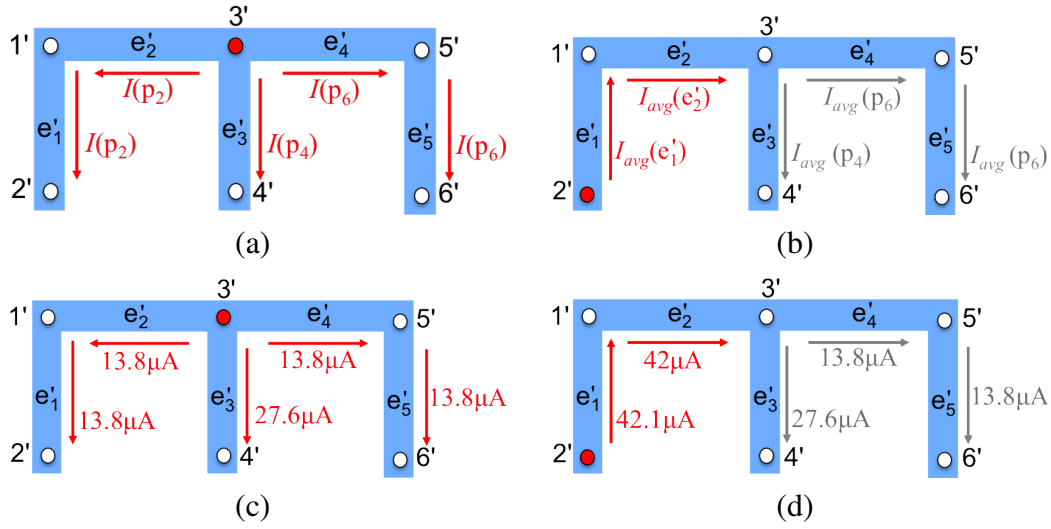 3'
1' e'2 e'4 5'
I(p2) I(p6)
e'1 I(p2) e'3 I(p4) e'5 I(p6)
2' 4' 6'
(a)
3'
1' e'2 e'4 5'
Iavg(e'2) Iavg(p6)
e'1 Iavg(e'1) e'3 Iavg(p4) e'5 Iavg(p6)
2' 4' 6'
(b)
3'
1' e'2 e'4 5'
13.8μA 13.8μA
e'1 13.8μA e'3 27.6μA e'5 13.8μA
2' 4' 6'
(c)
3'
1' e'2 e'4 5'
42μA 13.8μA
e'1 42.1μA e'3 27.6μA e'5 13.8μA
2' 4' 6'
(d)